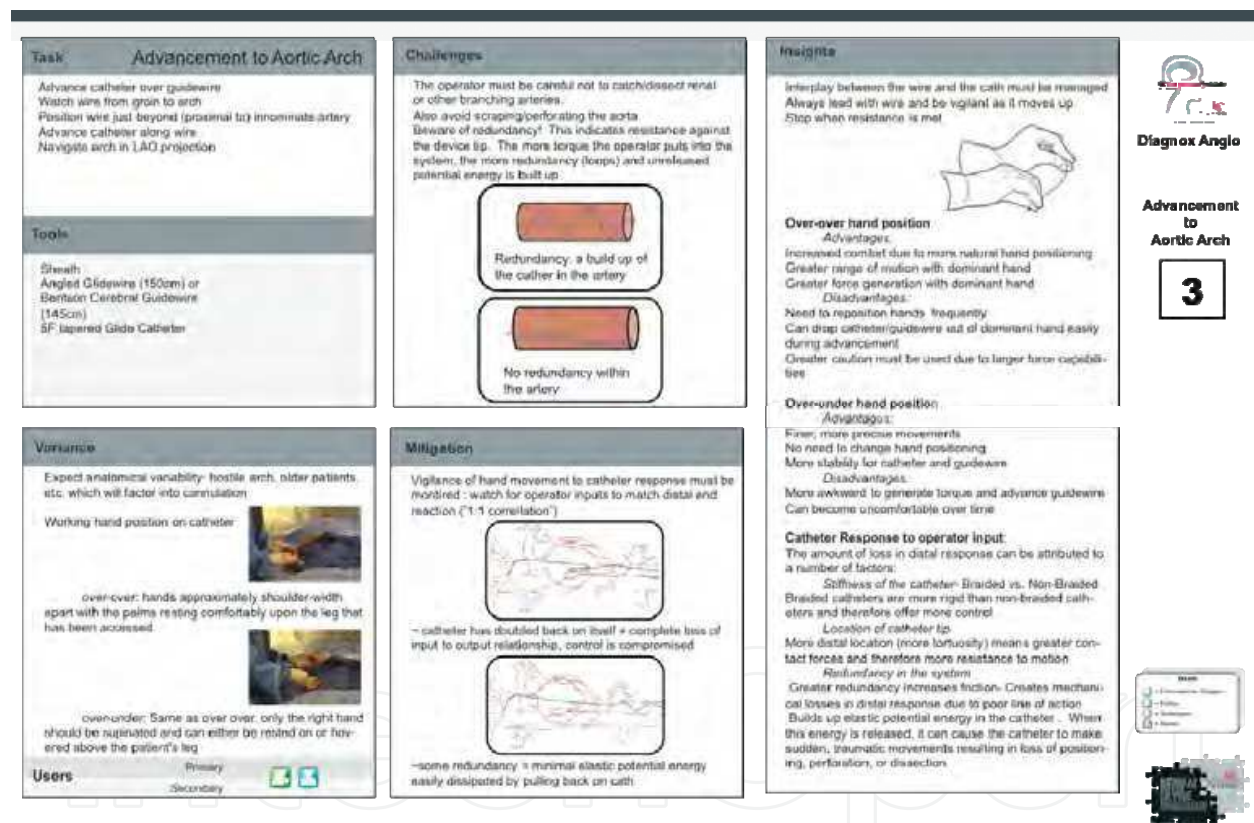 Task
Advancement to Aortic Arch
Advance catheter over guidewire
Watch wire from groin to arch
Position wire just beyond (proximal to) innominate artery
Advance catheter along wire
Navigate arch in LAO projection
Tools
Sheath
Angled Glidewire (150cm) or
Bentson Cerebral Guidewire
(145cm)
5F tapered Glide Catheter
Challenges
The operator must be careful not to catch/dissect renal
or other branching arteries.
Also avoid scraping/perforating the aorta
Beware of redundancy! This indicates resistance against
the device tip. The more torque the operator puts into the
system, the more redundancy (loops) and unreleased
potential energy is built up
Redundancy, a build up of
the cather in the artery
No redundancy within
the artery
Insights
Interplay between the wire and the cath must be managed
Always lead with wire and be vigilant as it moves up
Stop when resistance is met
Over-over hand position
Advantages:
Increased comfort due to more natural hand positioning
Greater range of motion with dominant hand
Greater force generation with dominant hand
Disadvantages:
Need to reposition hands frequently
Can drop catheter/guidewire out of dominant hand easily
during advancement
Greater caution must be used due to larger force capabili-
ties
Over-under hand position
Advantages:
Finer, more precise movements
No need to change hand positioning
More stability for catheter and guidewire
Disadvantages
More awkward to generate torque and advance guidewire
Can become uncomfortable over time
Catheter Response to operator input:
The amount of loss in distal response can be attributed to
a number of factors:
Stiffness of the catheter- Braided vs. Non-Braided
Braided catheters are more rigid than non-braided cath-
eters and therefore offer more control
Location of catheter tip
More distal location (more tortuosity) means greater con-
tact forces and therefore more resistance to motion
Redundancy in the system
Greater redundancy increases friction- Creates mechani-
cal losses in distal response due to poor line of action
Builds up elastic potential energy in the catheter . When
this energy is released, it can cause the catheter to make
sudden, traumatic movements resulting in loss of position-
ing, perforation, or dissection
Variance
Expect anatomical variability- hostile arch, older patients
etc. which will factor into cannulation
Working hand position on catheter
over-over: hands approximately shoulder-width
apart with the palms resting comfortably upon the leg that
has been accessed
over-under: Same as over over, only the right hand
should be supinated and can either be rested on or hov-
ered above the patient's leg
Users
Primary
Secondary
Mitigation
Vigilance of hand movement to catheter response must be
montired : watch for operator inputs to match distal end
reaction ("1:1 correllation")
~ catheter has doubled back on itself = complete loss of
input to output relationship, control is compromised
~some redundancy = minimal elastic potential energy
easily dissipated by pulling back on cath
Diagnox Angio
Advancement
to
Aortic Arch
3